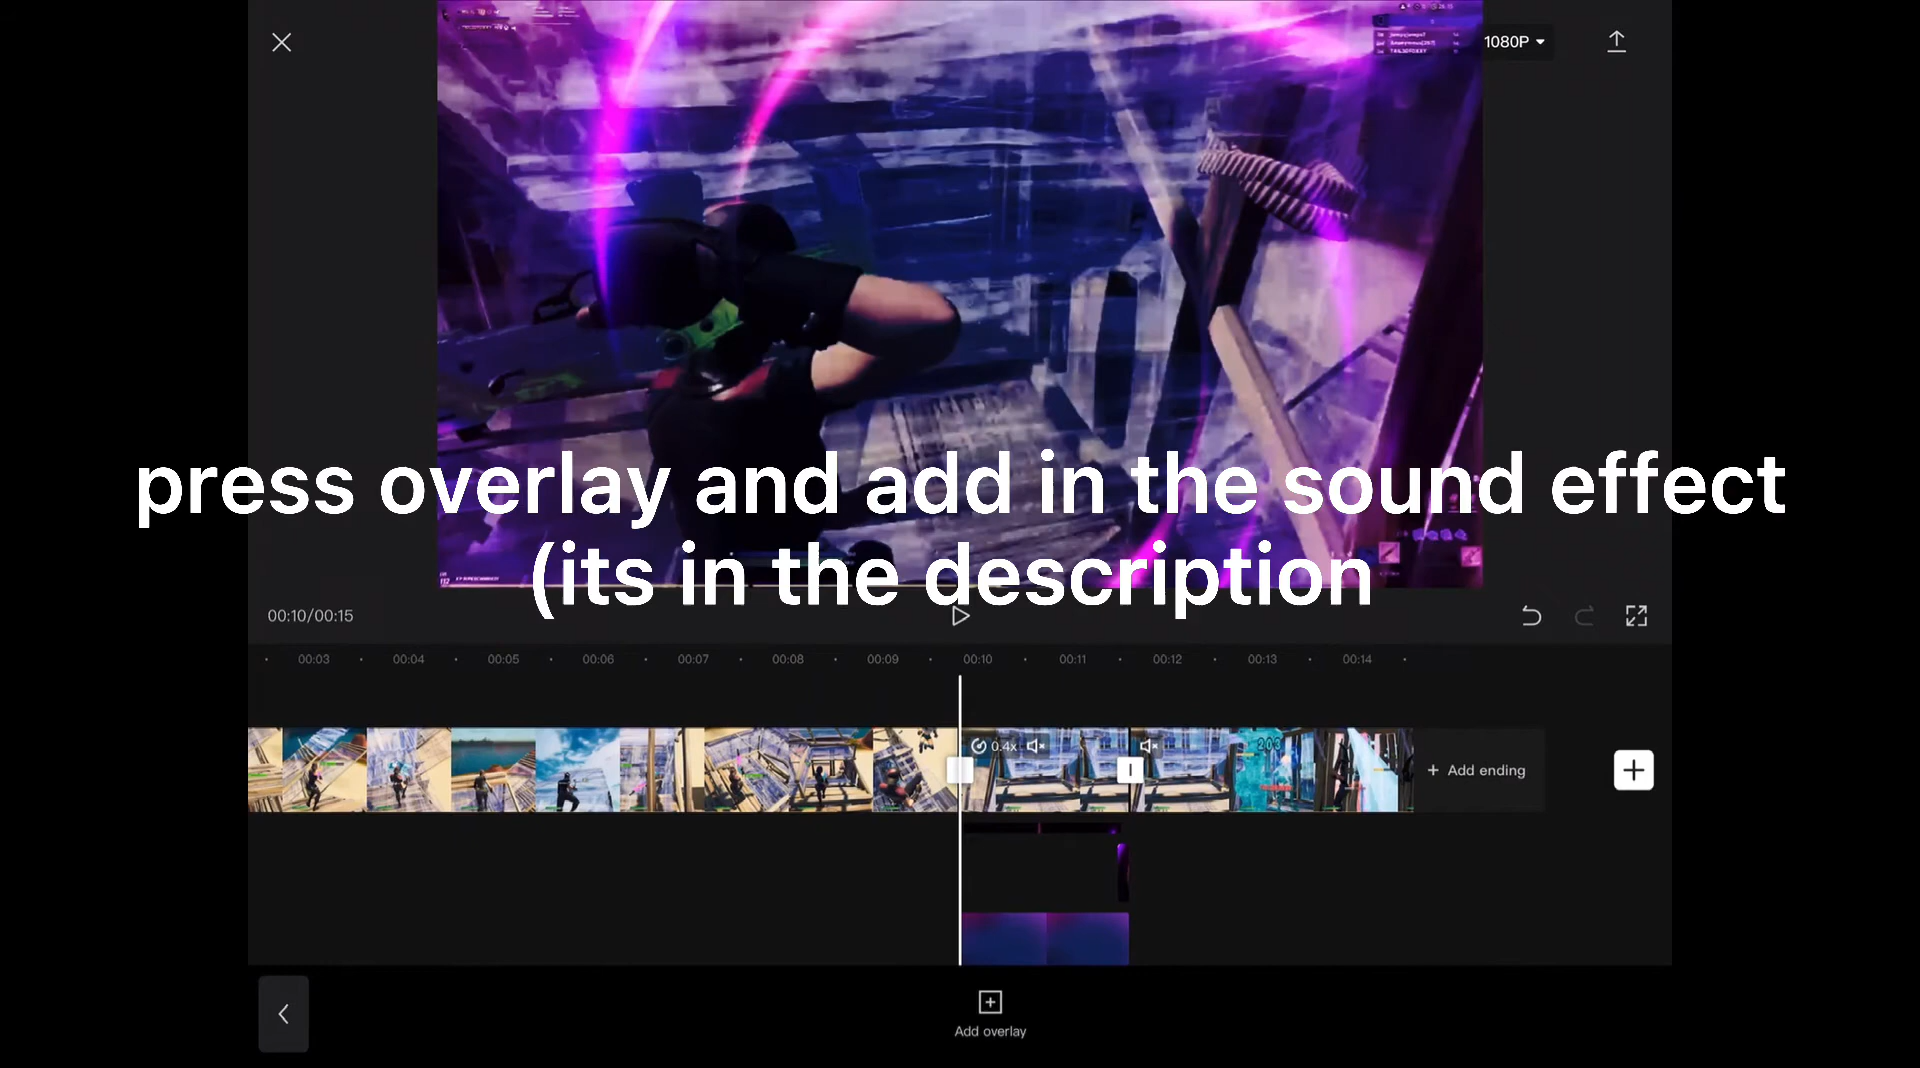 1080P
press overlay and add in the sound effect
(its in the description
00:10/00:15
00:03 00:04 00:05 00:06 00:07 00:08 00:09 00:10 00:11 00:12 00:13 00:14
0.4x
203
+ Add ending
Add overlay